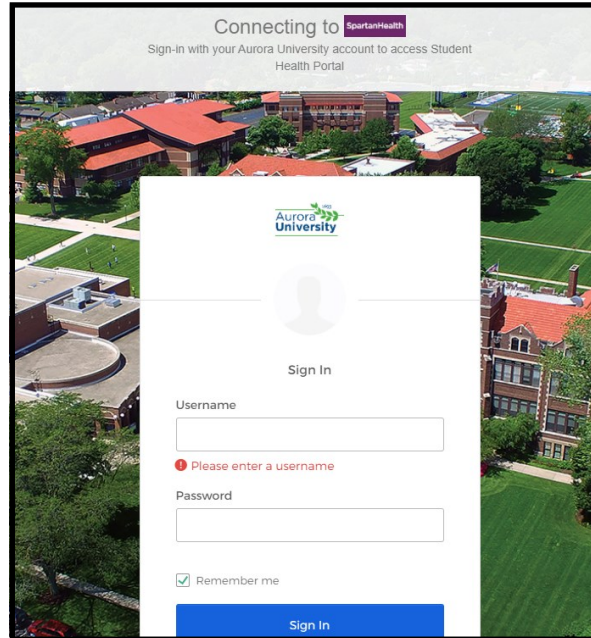 Connecting to SpartanHealth
Sign-in with your Aurora University account to access Student
Health Portal
1893
Aurora
University
Sign In
Username
Please enter a username
Password
Remember me
Sign In